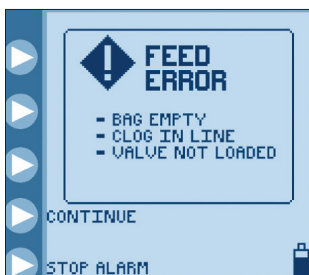 FEED
ERROR
- BAG EMPTY
- CLOG IN LINE
- VALVE NOT LOADED
CONTINUE
STOP ALARM